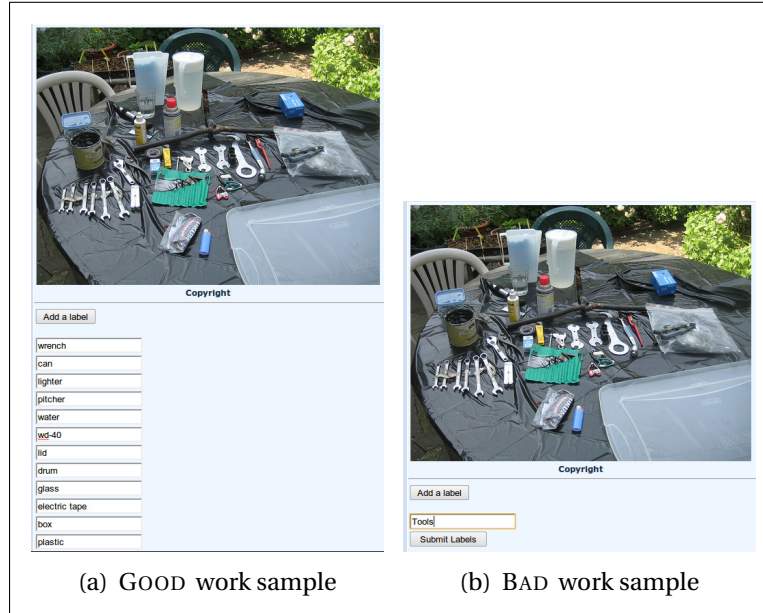 Copyright
Add a label
wrench
can
lighter
pitcher
water
wd-40
lid
drum
glass
electric tape
box
plastic
(a) GOOD work sample
Copyright
Add a label
Tools
Submit Labels
(b) BAD work sample